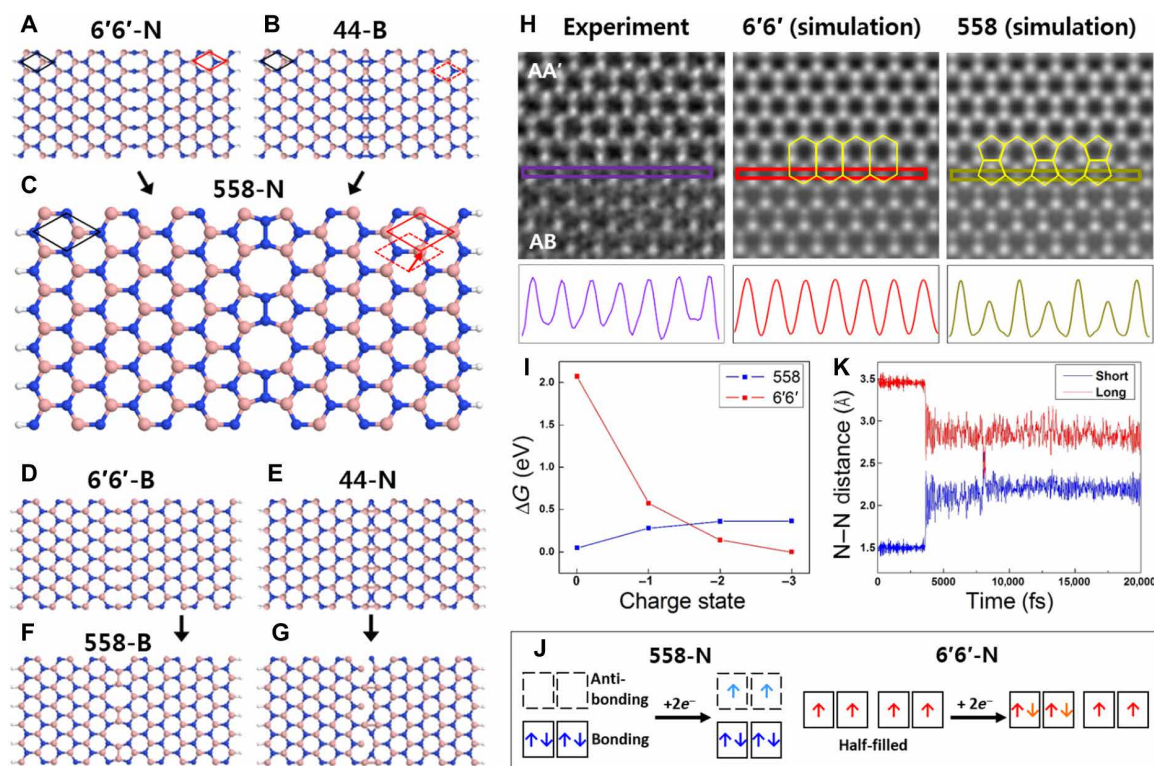 A
6′6′-N
B
44-B
C
558-N
D
6′6′-B
E
44-N
F
558-B
G
H
Experiment
6′6′ (simulation)
558 (simulation)
AA′
AB
I
558
6′6′
2.0
1.5
1.0
0.5
0.0
ΔG (eV)
0
–1
–2
–3
Charge state
K
Short
Long
3.5
3.0
2.5
2.0
1.5
N–N distance (Å)
0
5000
10,000
15,000
20,000
Time (fs)
J
558-N
6′6′-N
Anti-
bonding
+2e⁻
Bonding
+ 2e⁻
Half-filled